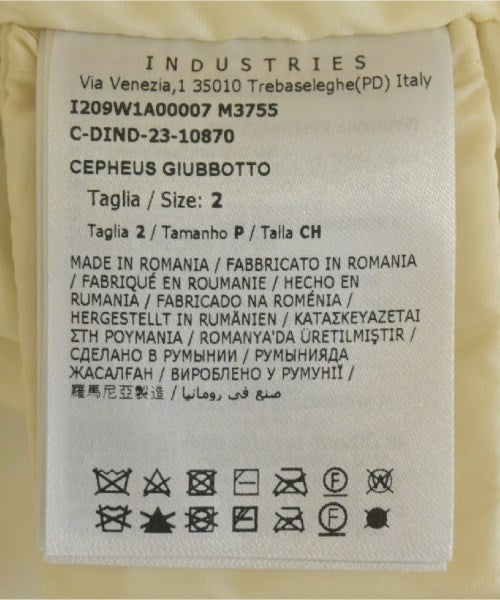 INDUSTRIES
Via Venezia,1 35010 Trebaseleghe(PD) Italy
I209W1A00007 M3755
C-DIND-23-10870
CEPHEUS GIUBBOTTO
Taglia / Size: 2
Taglia 2 / Tamanho P / Talla CH
MADE IN ROMANIA / FABBRICATO IN ROMANIA
/ FABRIQUÉ EN ROUMANIE / HECHO EN
RUMANIA / FABRICADO NA ROMÉNIA /
HERGESTELLT IN RUMÄNIEN / ΚΑΤΑΣΚΕΥΑΖΕΤΑΙ
ΣΤΗ ΡΟΥΜΑΝΙΑ / ROMANYA'DA ÜRETİLMIŞTIR /
СДЕЛАНО В РУМЫНИИ / РУМЫНИЯДА
ЖАСАЛҒАН / ВИРОБЛЕНО У РУМУНІЇ /
羅馬尼亞製造 / صنع في رومانيا
F W
F